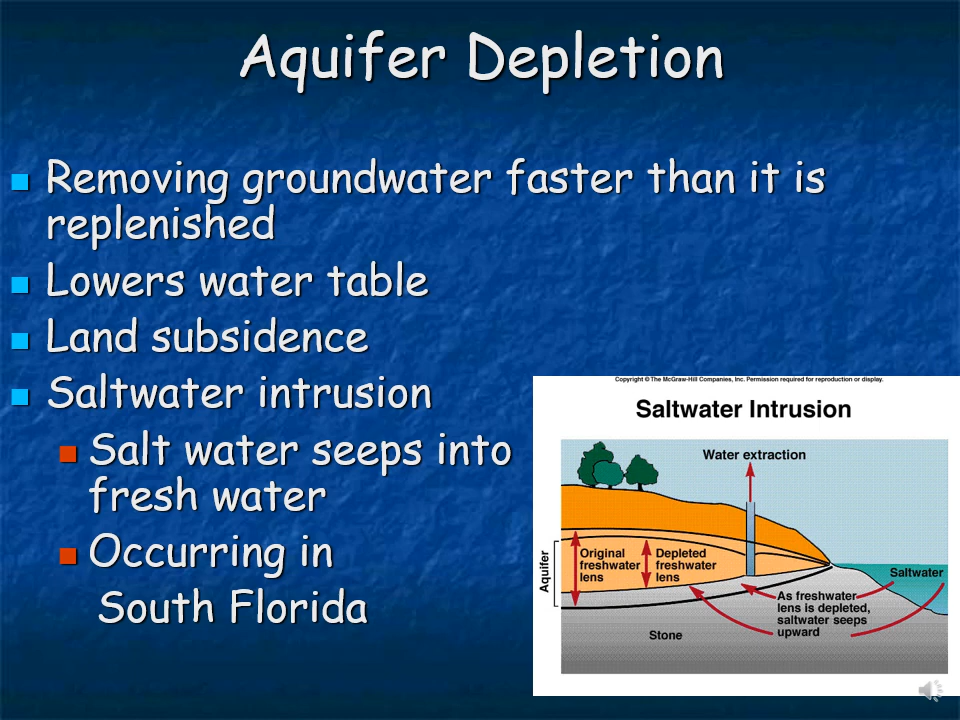 Aquifer Depletion
Removing groundwater faster than it is
replenished
Lowers water table
Land subsidence
Saltwater intrusion
Salt water seeps into
fresh water
Occurring in
South Florida
Copyright © The McGraw-Hill Companies, Inc. Permission required for reproduction or display.
Saltwater Intrusion
Water extraction
Aquifer
Original
freshwater
lens
Depleted
freshwater
lens
Saltwater
As freshwater
lens is depleted,
saltwater seeps
upward
Stone